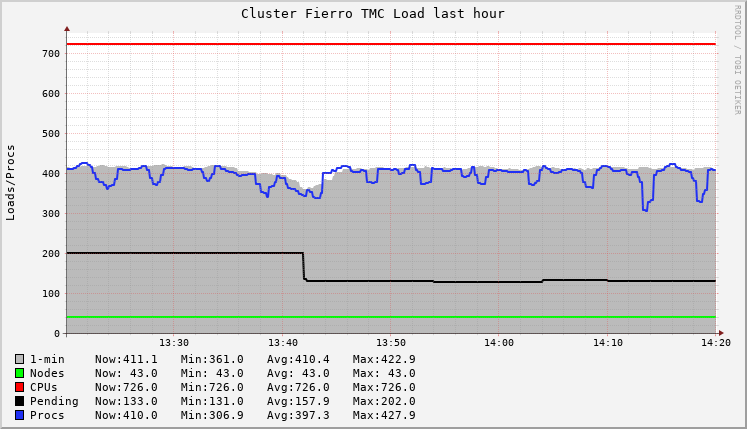 Cluster Fierro TMC Load last hour
RRDTOOL / TOBI OETIKER
Loads/Procs
700
600
500
400
300
200
100
0
13:30 13:40 13:50 14:00 14:10 14:20
1-min Now:411.1 Min:361.0 Avg:410.4 Max:422.9
Nodes Now: 43.0 Min: 43.0 Avg: 43.0 Max: 43.0
CPUs Now:726.0 Min:726.0 Avg:726.0 Max:726.0
Pending Now:133.0 Min:131.0 Avg:157.9 Max:202.0
Procs Now:410.0 Min:306.9 Avg:397.3 Max:427.9